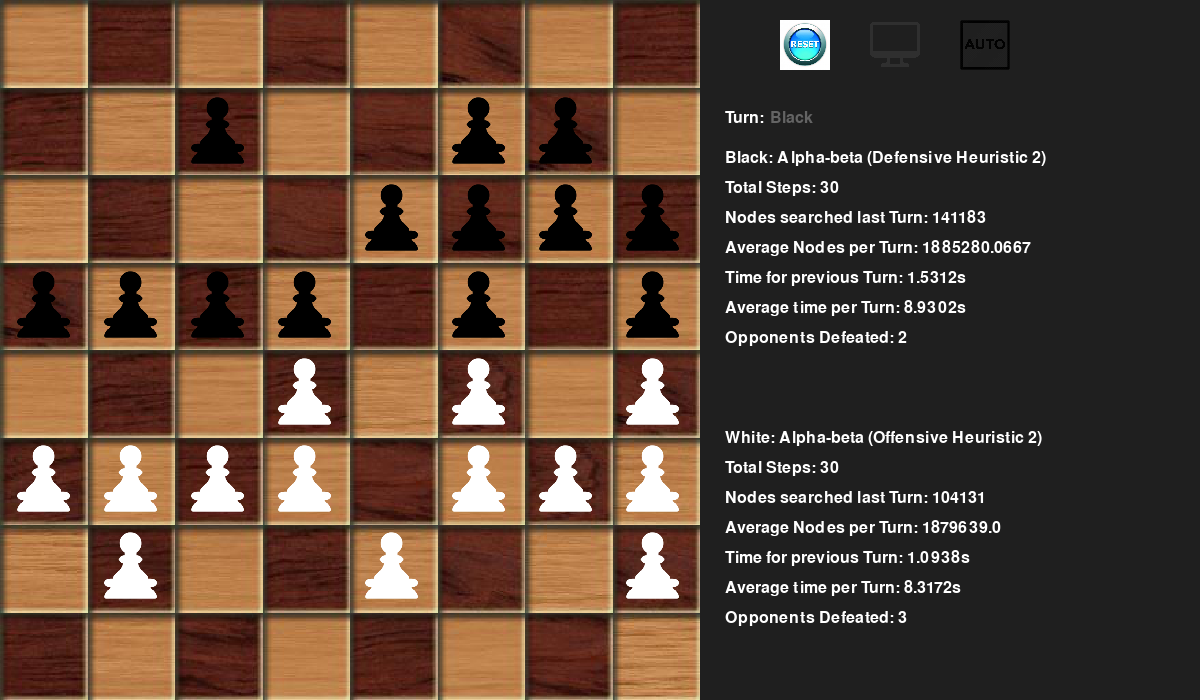 RESET
AUTO
Turn: Black
Black: Alpha-beta (Defensive Heuristic 2)
Total Steps: 30
Nodes searched last Turn: 141183
Average Nodes per Turn: 1885280.0667
Time for previous Turn: 1.5312s
Average time per Turn: 8.9302s
Opponents Defeated: 2
White: Alpha-beta (Offensive Heuristic 2)
Total Steps: 30
Nodes searched last Turn: 104131
Average Nodes per Turn: 1879639.0
Time for previous Turn: 1.0938s
Average time per Turn: 8.3172s
Opponents Defeated: 3